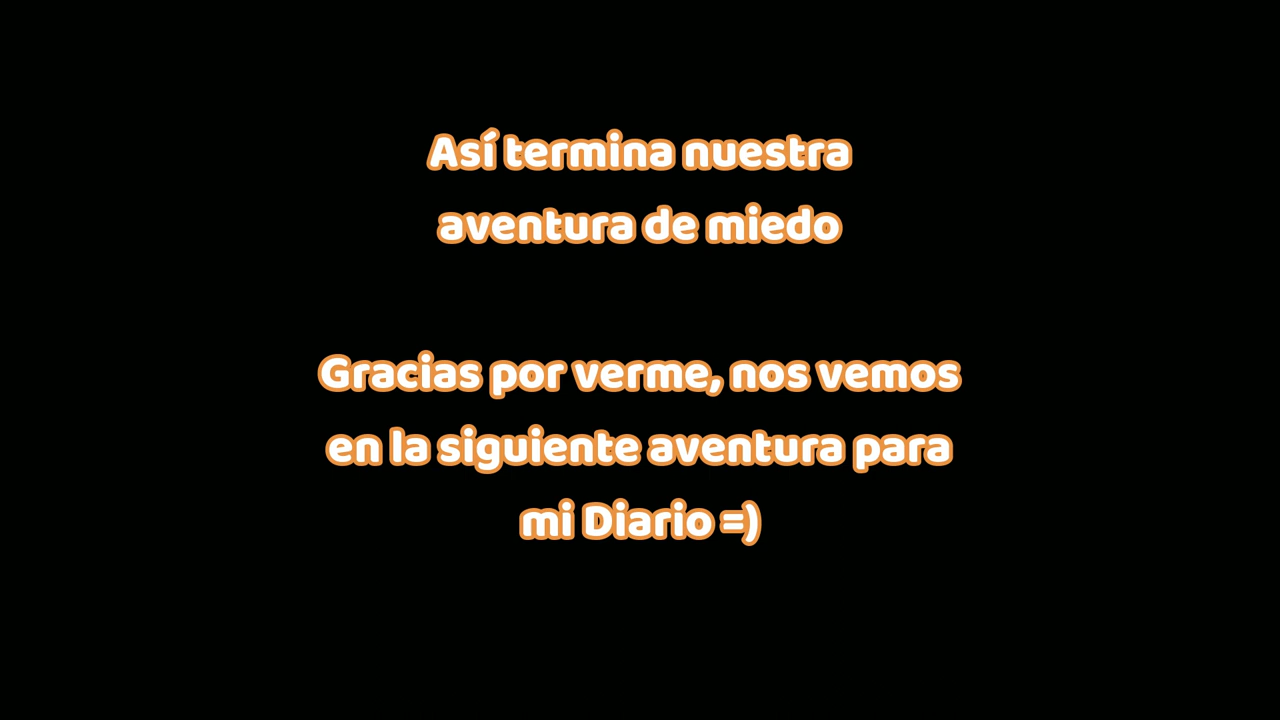 Así termina nuestra
aventura de miedo
Gracias por verme, nos vemos
en la siguiente aventura para
mi Diario =)